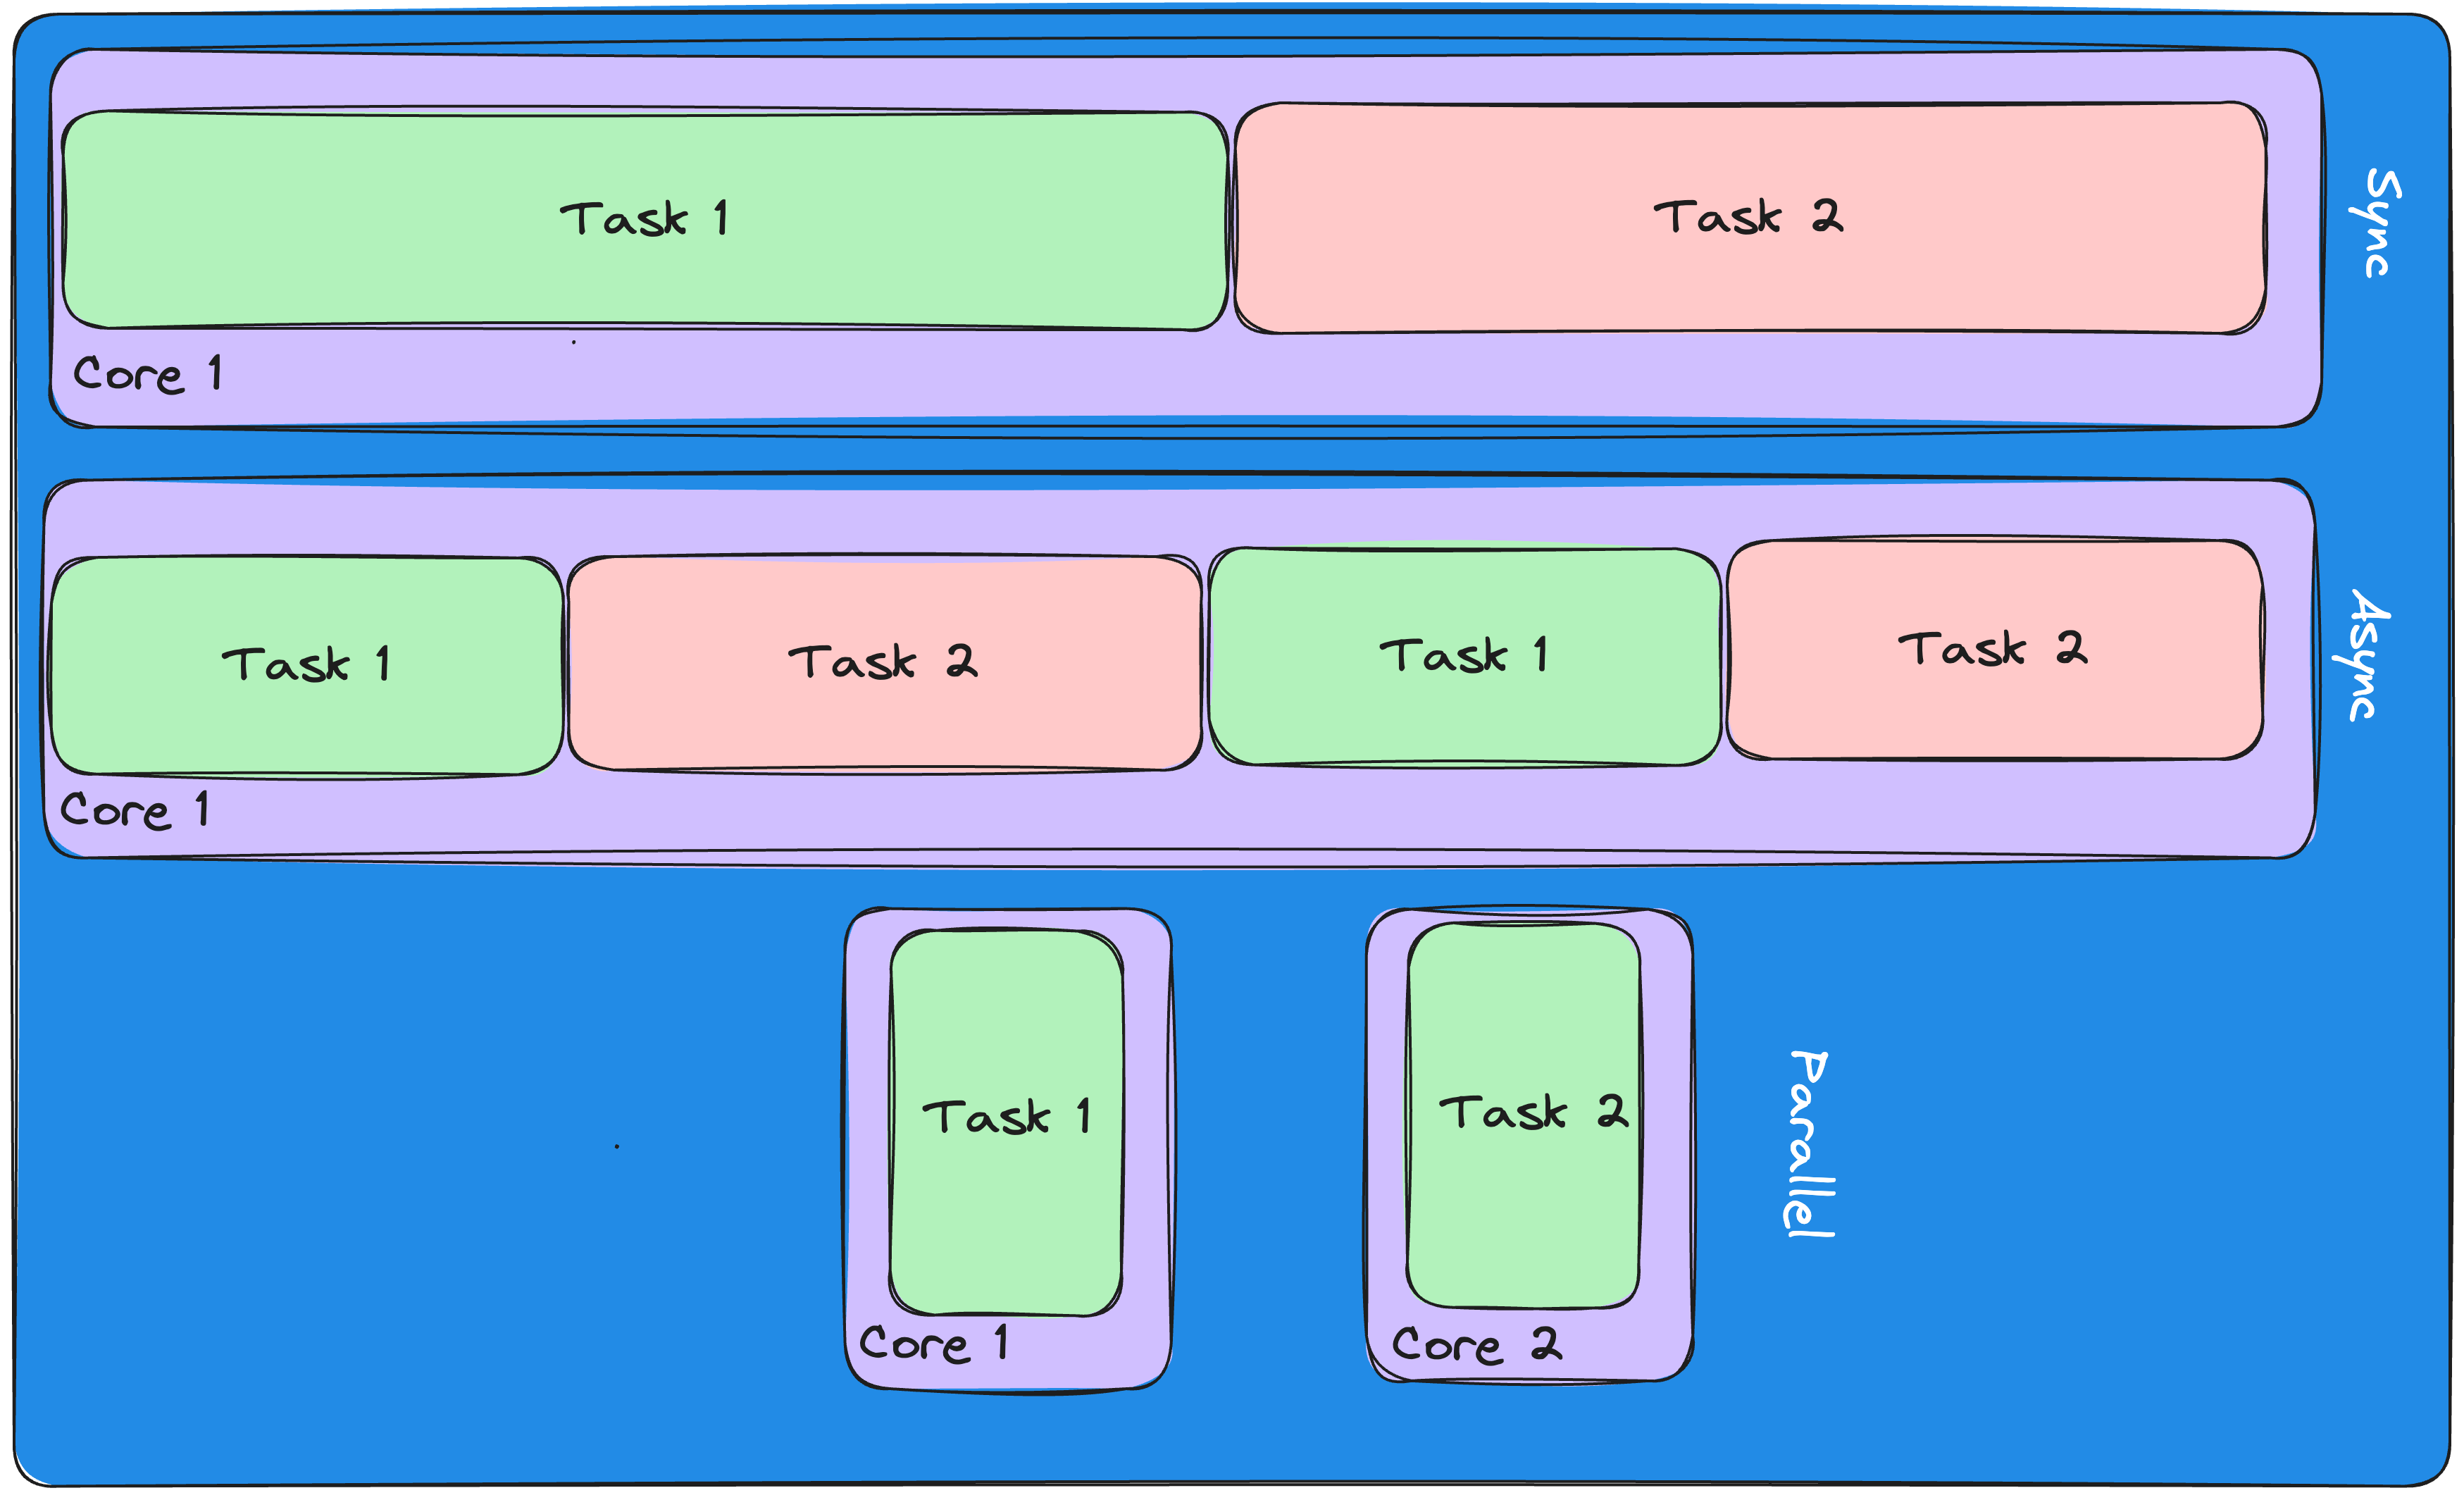 Task 1
Task 2
Sync
Core 1
Task 1
Task 2
Task 1
Task 2
Async
Core 1
Task 1
Task 2
Parallel
Core 1
Core 2